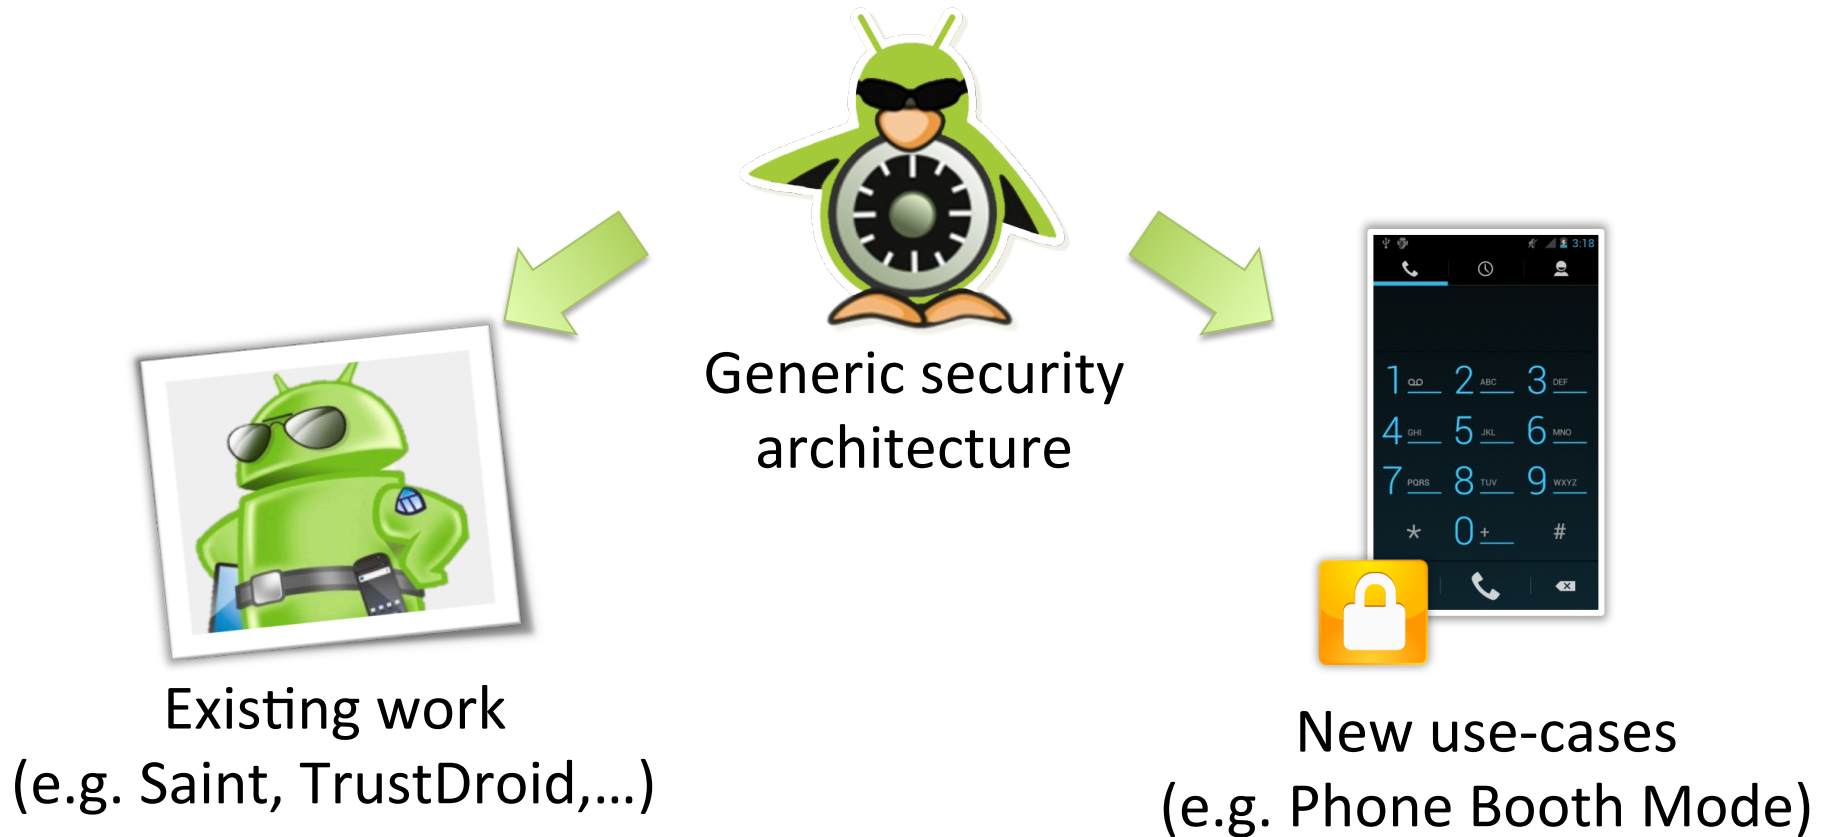 Generic security
architecture
Existing work
(e.g. Saint, TrustDroid,...)
3:18
1
2 ABC
3 DEF
4 GHI
5 JKL
6 MNO
7 PQRS
8 TUV
9 WXYZ
*
0 +
#
New use-cases
(e.g. Phone Booth Mode)